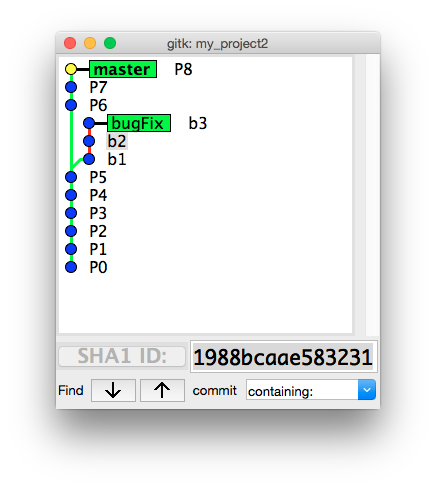 gitk: my_project2
master P8
P7
P6
bugFix b3
b2
b1
P5
P4
P3
P2
P1
P0
SHA1 ID: 1988bcaae583231
Find commit containing: